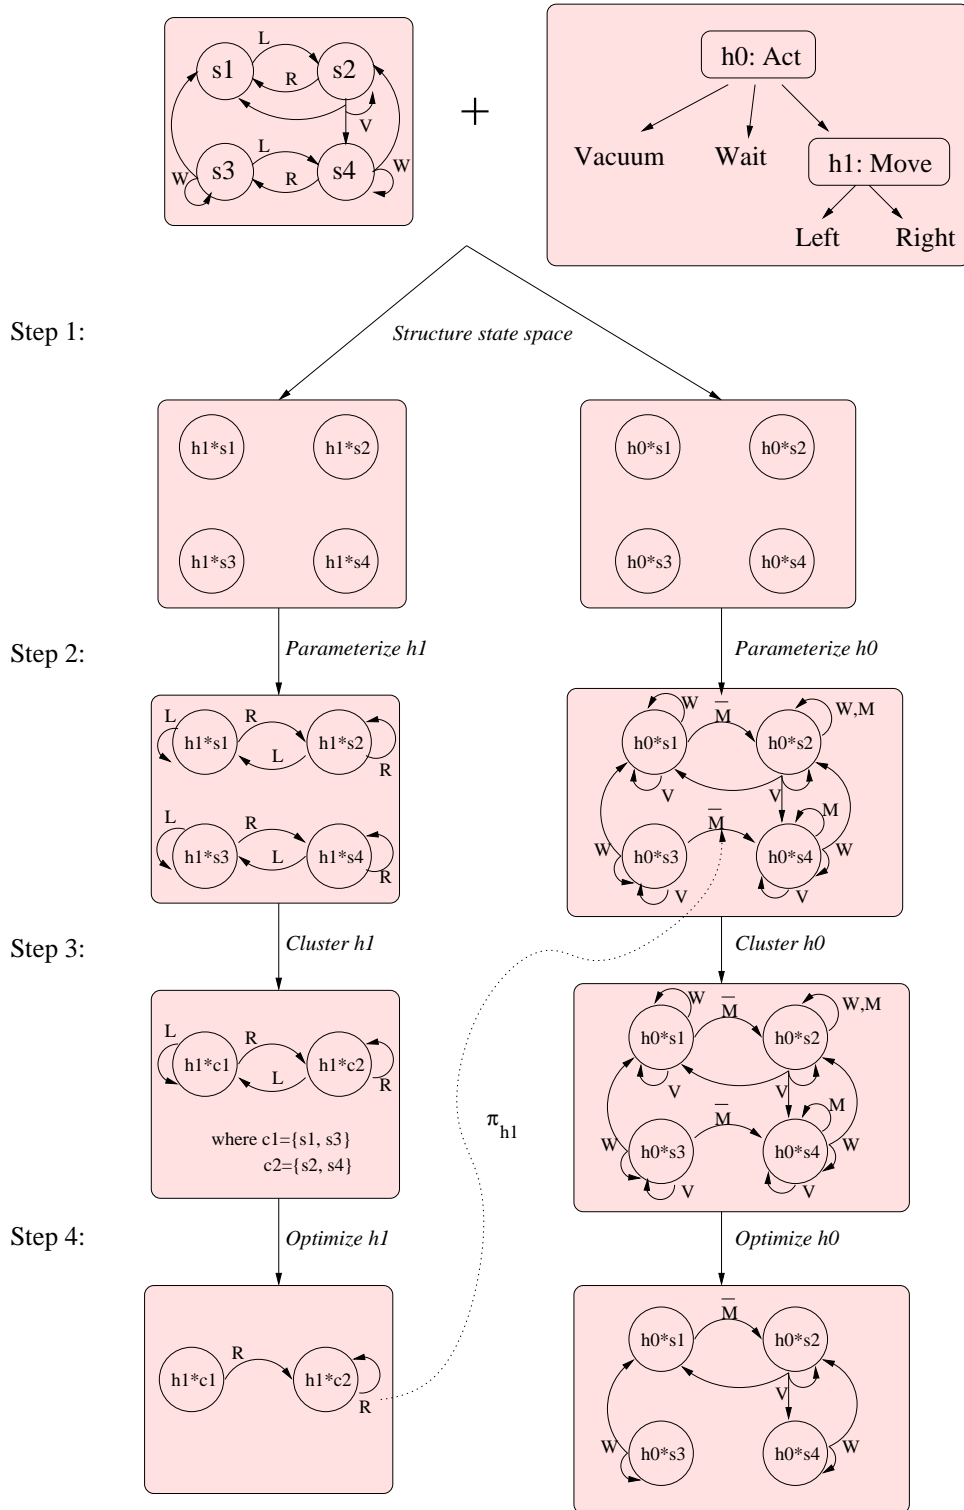 L
s1
s2
R
V
L
W
s3
s4
W
R
+
h0: Act
Vacuum
Wait
h1: Move
Left
Right
Step 1:
Structure state space
h1*s1
h1*s2
h1*s3
h1*s4
h0*s1
h0*s2
h0*s3
h0*s4
Step 2:
Parameterize h1
Parameterize h0
L
R
h1*s1
h1*s2
L
R
L
R
h1*s3
h1*s4
L
R
W
M̅
W,M
h0*s1
h0*s2
V
V
M̅
M
W
h0*s3
h0*s4
W
V
V
Step 3:
Cluster h1
Cluster h0
L
R
h1*c1
h1*c2
L
R
where c1={s1, s3}
c2={s2, s4}
W
M̅
W,M
h0*s1
h0*s2
V
V
M̅
M
W
h0*s3
h0*s4
W
V
V
π h1
Step 4:
Optimize h1
Optimize h0
R
h1*c1
h1*c2
R
M̅
h0*s1
h0*s2
V
W
h0*s3
h0*s4
W